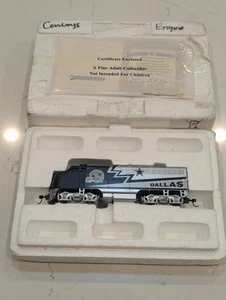 Cowboys Engine
Certificate Enclosed
A Fine Adult Collectible
Not Intended For Children
DALLAS